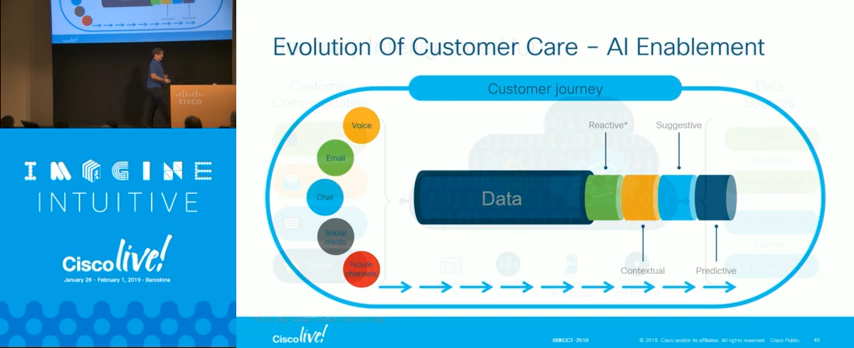 cisco
IMAGINE
INTUITIVE
Cisco live!
January 28 - February 1, 2019 • Barcelona
Evolution Of Customer Care – AI Enablement
Customer journey
Voice
Email
Chat
Social
media
Future
Data
Reactive*
Suggestive
Contextual
Predictive
Cisco live!
© 2019 Cisco and/or its affiliates. All rights reserved. Cisco Public